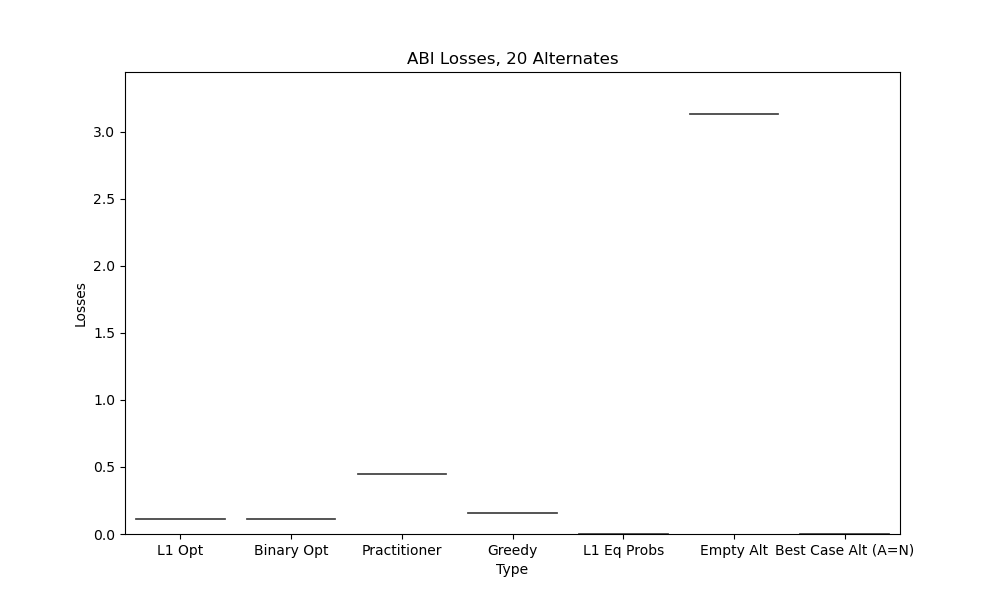 ABI Losses, 20 Alternates
Losses
3.0
2.5
2.0
1.5
1.0
0.5
0.0
L1 Opt
Binary Opt
Practitioner
Greedy
L1 Eq Probs
Empty Alt
Best Case Alt (A=N)
Type